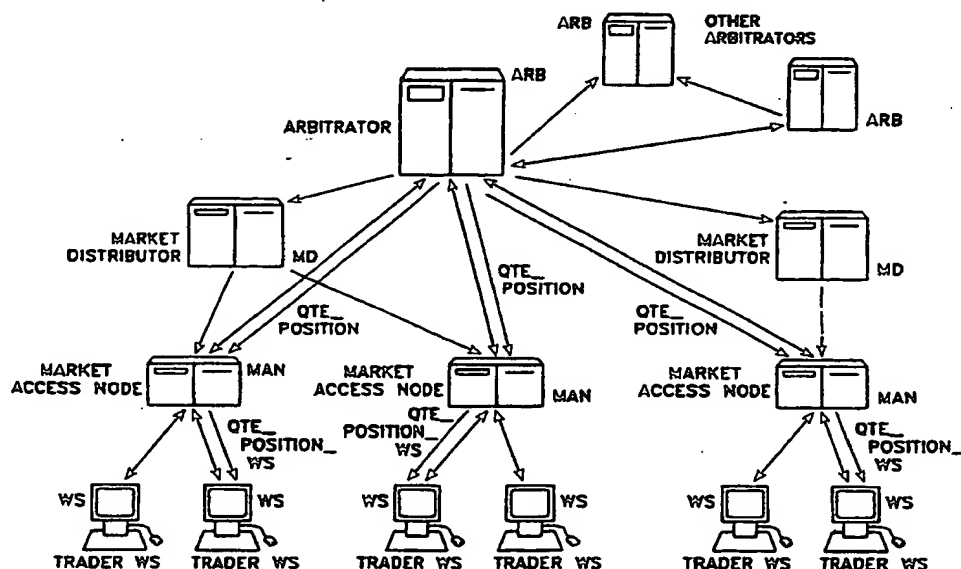 ARB
OTHER
ARBITRATORS
ARB
ARBITRATOR
ARB
MARKET
DISTRIBUTOR
MD
MARKET
DISTRIBUTOR
MD
QTE_
POSITION
QTE_
POSITION
QTE_
POSITION
MARKET
ACCESS NODE
MAN
MARKET
ACCESS NODE
MAN
MARKET
ACCESS NODE
MAN
QTE_
POSITION_
WS
QTE_
POSITION_
WS
QTE_
POSITION_
WS
WS
WS
WS
WS
WS
WS
TRADER WS
TRADER WS
TRADER WS
TRADER WS
TRADER WS
TRADER WS